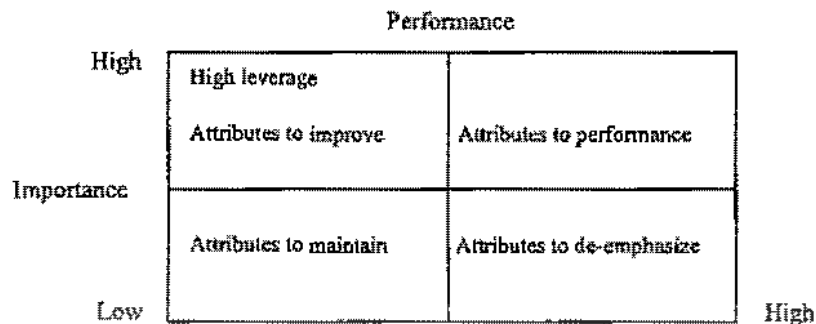 Performance
High
High leverage
Attributes to improve
Attributes to performance
Importance
Attributes to maintain
Attributes to de-emphasize
Low
High